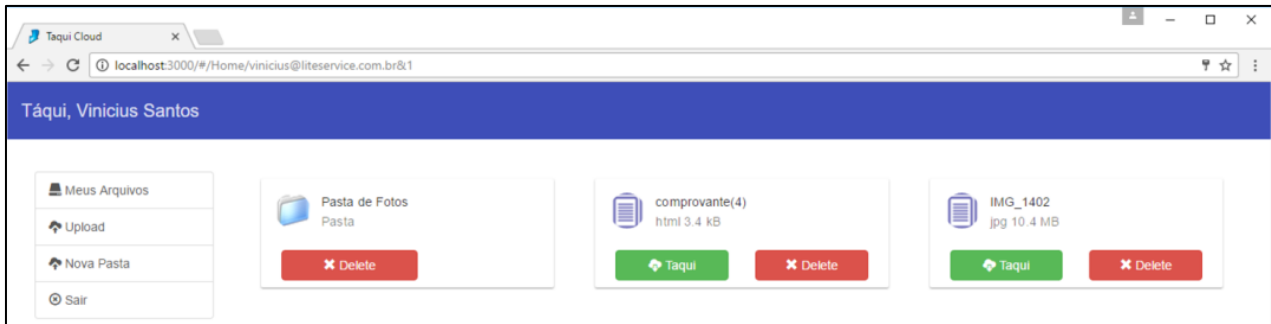 Taqui Cloud
localhost:3000/#/Home/vinicius@liteservice.com.br&1
Táqui, Vinicius Santos
Meus Arquivos
Upload
Nova Pasta
Sair
Pasta de Fotos
Pasta
Delete
comprovante(4)
html 3.4 kB
Taqui Delete
IMG_1402
jpg 10.4 MB
Taqui Delete